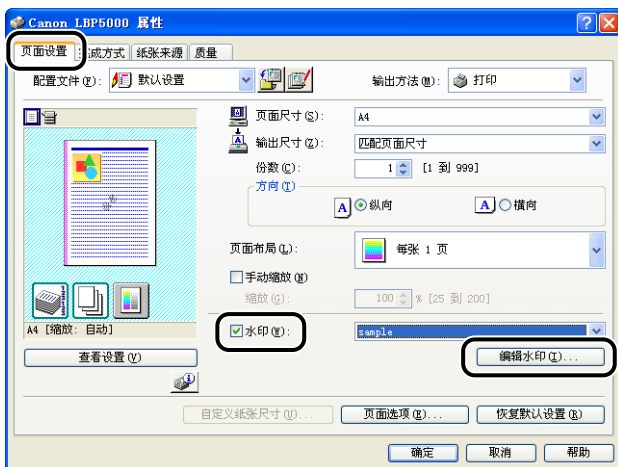 Canon LBP5000 属性
页面设置 完成方式 纸张来源 质量
配置文件(F): 默认设置 输出方法(M): 打印
页面尺寸(S): A4
输出尺寸(Z): 匹配页面尺寸
份数(C): 1 [1 到 999]
方向(T)
A 纵向 A 横向
页面布局(L): 每张 1 页
手动缩放(N)
缩放(G): 100 % [25 到 200]
A4 [缩放: 自动] 水印(W): sample
查看设置(V) 编辑水印(I)...
自定义纸张尺寸(U)... 页面选项(E)... 恢复默认设置(R)
确定 取消 帮助